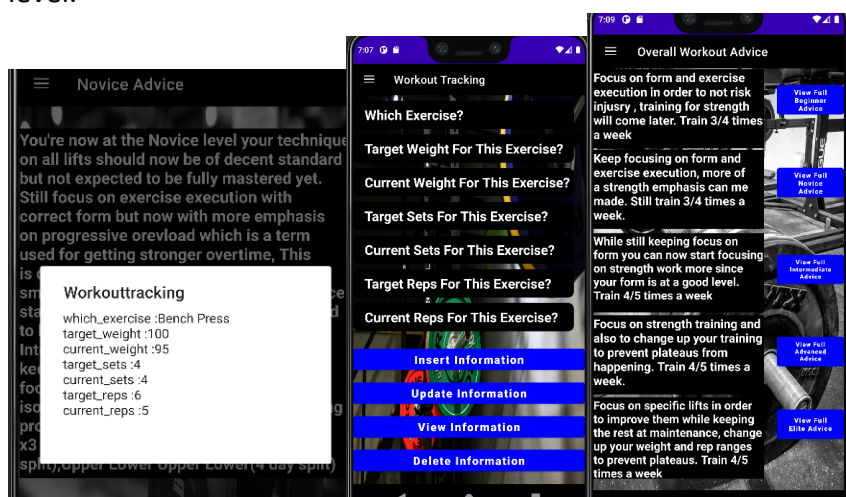 level.
Novice Advice
You're now at the Novice level your technique
on all lifts should now be of decent standard
but not expected to be fully mastered yet.
Still focus on exercise execution with
correct form but now with more emphasis
on progressive orevload which is a term
used for getting stronger overtime, This
is
Workouttracking
which_exercise :Bench Press
target_weight :100
current_weight :95
target_sets :4
current_sets :4
target_reps :6
current_reps :5
x3
split),Upper Lower Upper Lower(4 day split)
7:07
Workout Tracking
Which Exercise?
Target Weight For This Exercise?
Current Weight For This Exercise?
Target Sets For This Exercise?
Current Sets For This Exercise?
Target Reps For This Exercise?
Current Reps For This Exercise?
Insert Information
Update Information
View Information
Delete Information
7:09
Overall Workout Advice
Focus on form and exercise
execution in order to not risk
injusry , training for strength
will come later. Train 3/4 times
a week
View Full
Beginner
Advice
Keep focusing on form and
exercise execution, more of
a strength emphasis can me
made. Still train 3/4 times a
week.
View Full
Novice
Advice
While still keeping focus on
form you can now start focusing
on strength work more since
your form is at a good level.
Train 4/5 times a week
View Full
Intermediate
Advice
Focus on strength training and
also to change up your training
to prevent plateaus from
happening. Train 4/5 times a
week.
View Full
Advanced
Advice
Focus on specific lifts in order
to improve them while keeping
the rest at maintenance, change
up your weight and rep ranges
to prevent plateaus. Train 4/5
times a week
View Full
Elite Advice